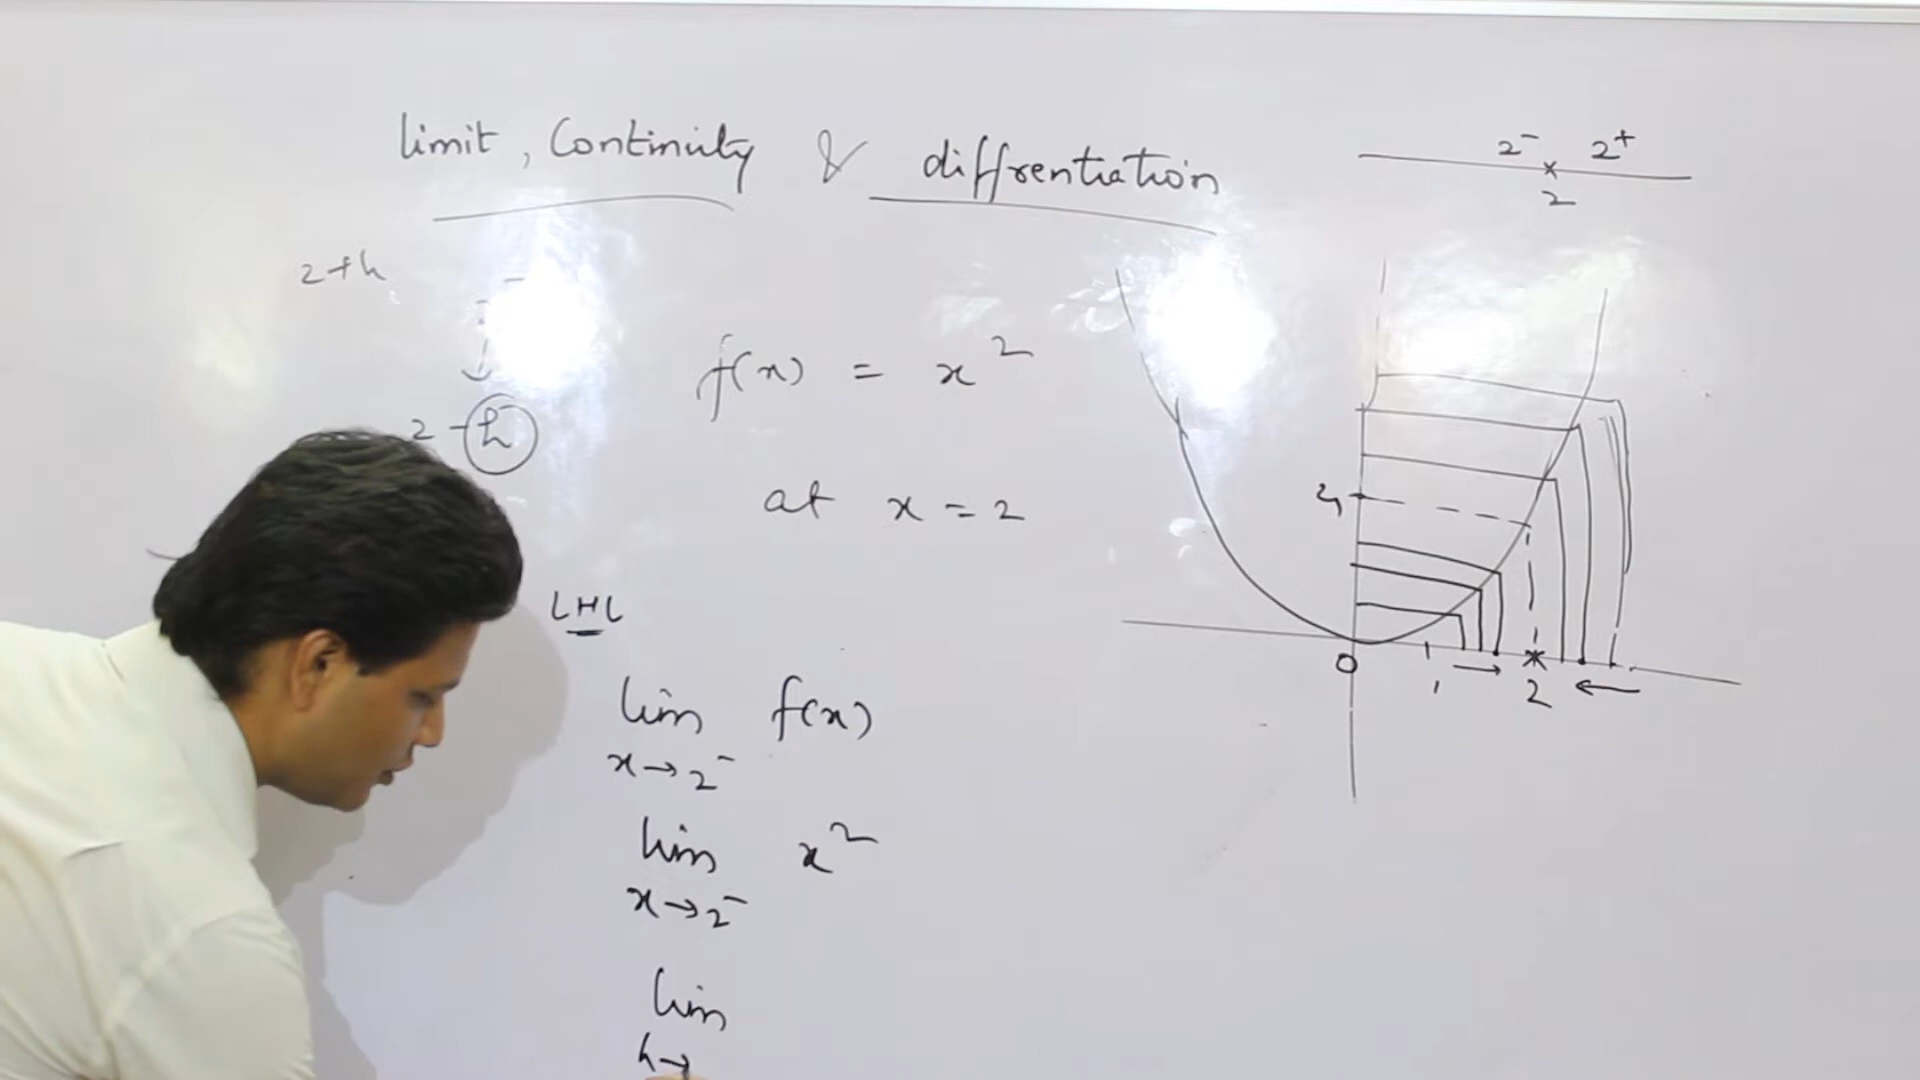 limit, Continuity & diffrentiation
2⁻ 2⁺
2
2+h
2-h
f(x) = x²
at x = 2
4
0 1 2
LHL
lim f(x)
x→2⁻
lim x²
x→2⁻
lim
h→